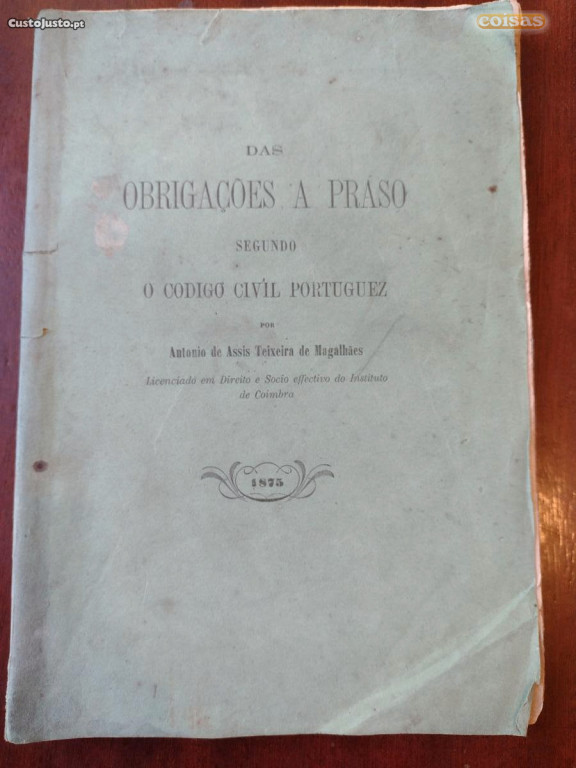 CustoJusto.pt
coisas
DAS
OBRIGAÇÕES A PRASO
SEGUNDO
O CODIGO CIVIL PORTUGUEZ
POR
Antonio de Assis Teixeira de Magalhães
Licenciado em Direito e Socio effectivo do Instituto
de Coimbra
1875